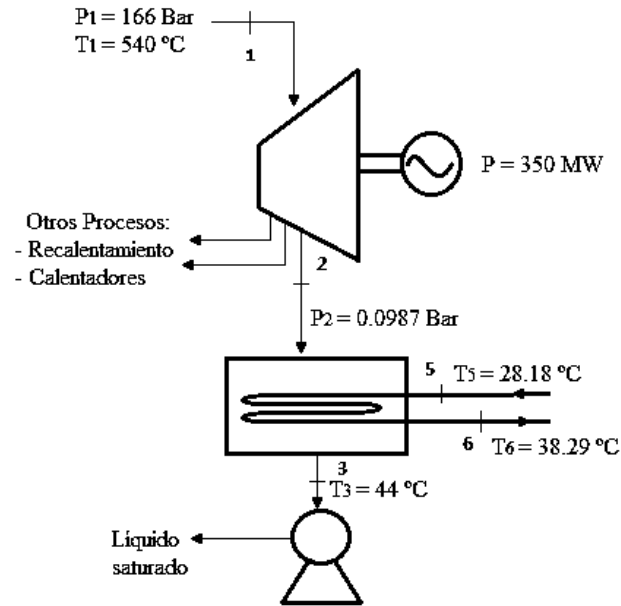 P1 = 166 Bar
T1 = 540 ºC
1
P = 350 MW
Otros Procesos:
- Recalentamiento
- Calentadores
2
P2 = 0.0987 Bar
5
T5 = 28.18 ºC
6
T6 = 38.29 ºC
3
T3 = 44 ºC
Líquido
saturado